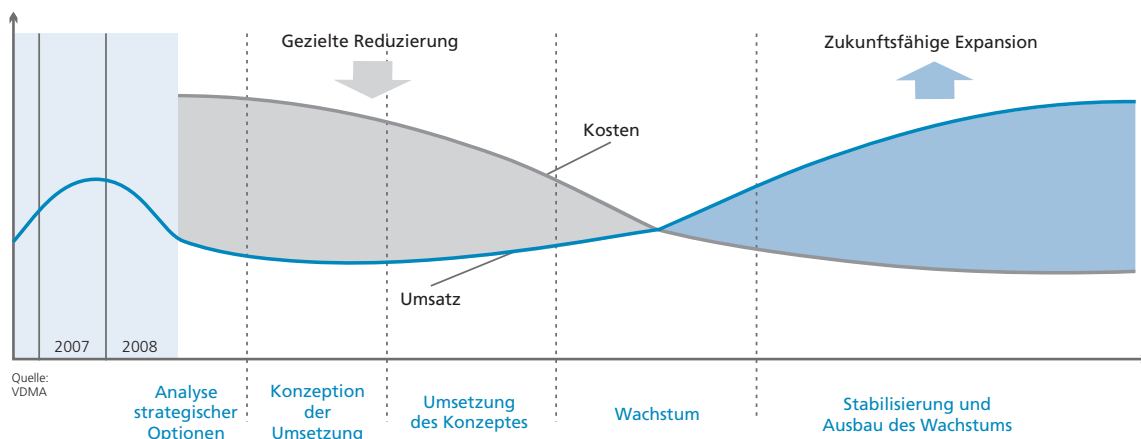 Gezielte Reduzierung
Zukunftsfähige Expansion
Kosten
Umsatz
2007
2008
Quelle:
VDMA
Analyse
strategischer
Optionen
Konzeption
der
Umsetzung
Umsetzung
des Konzeptes
Wachstum
Stabilisierung und
Ausbau des Wachstums